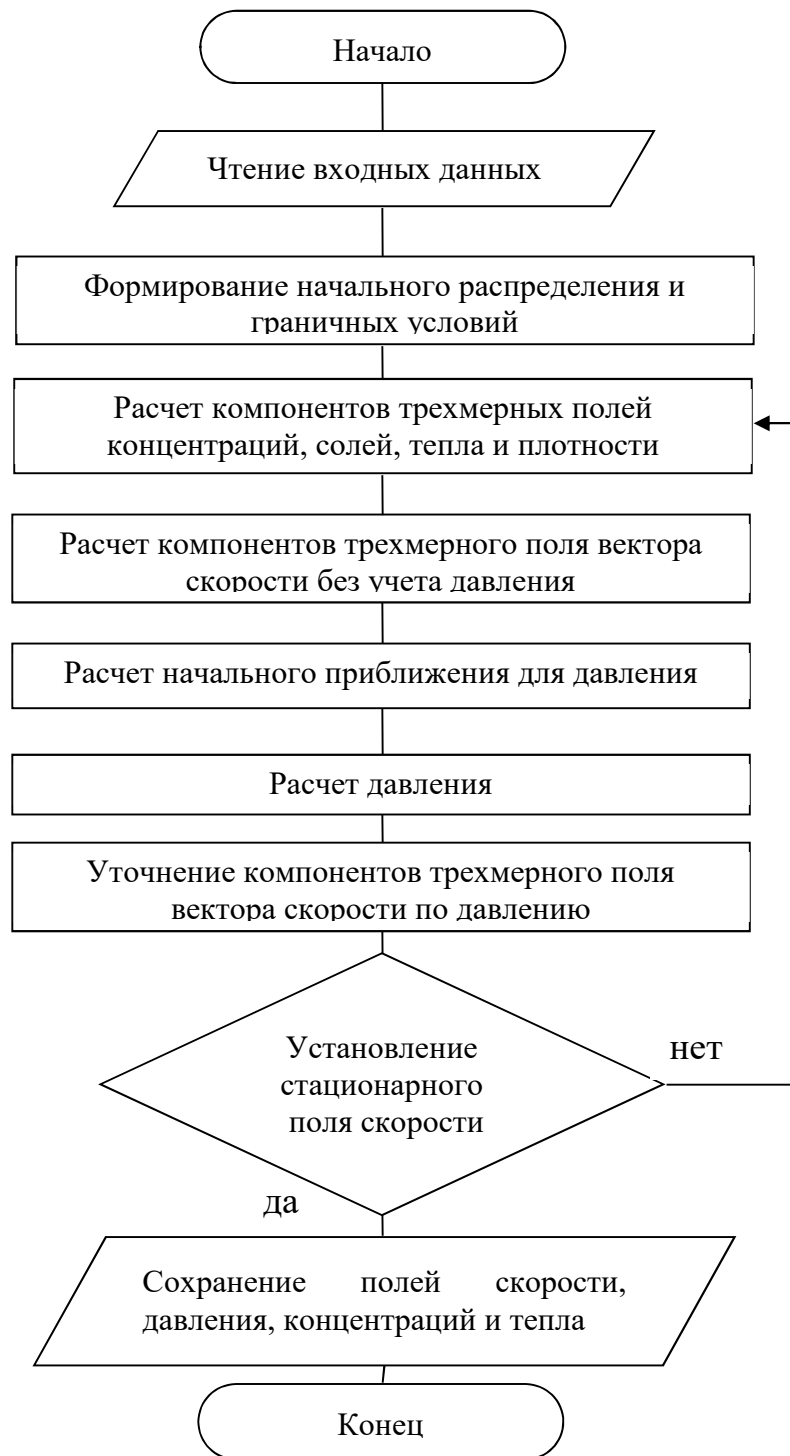 Начало
Чтение входных данных
Формирование начального распределения и
граничных условий
Расчет компонентов трехмерных полей
концентраций, солей, тепла и плотности
Расчет компонентов трехмерного поля вектора
скорости без учета давления
Расчет начального приближения для давления
Расчет давления
Уточнение компонентов трехмерного поля
вектора скорости по давлению
Установление
стационарного
поля скорости
нет
да
Сохранение полей скорости,
давления, концентраций и тепла
Конец